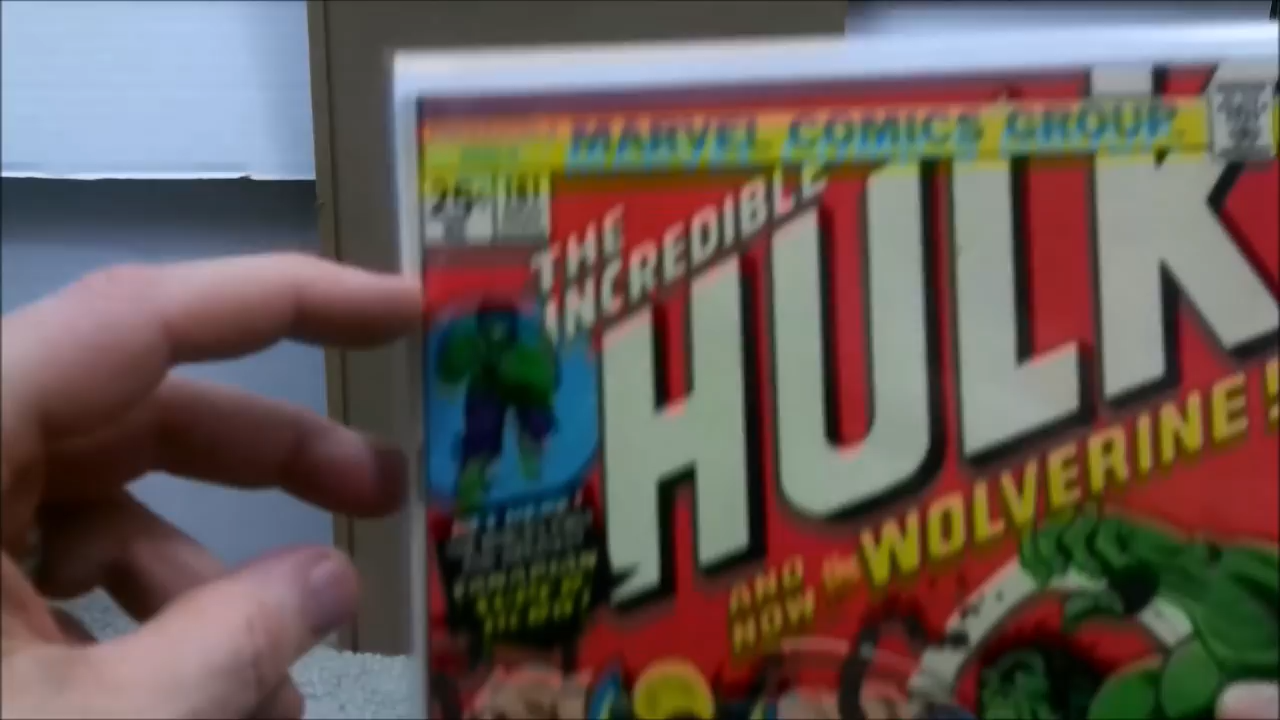 MARVEL COMICS GROUP
THE
INCREDIBLE
HULK
AND
NOW
the WOLVERINE!